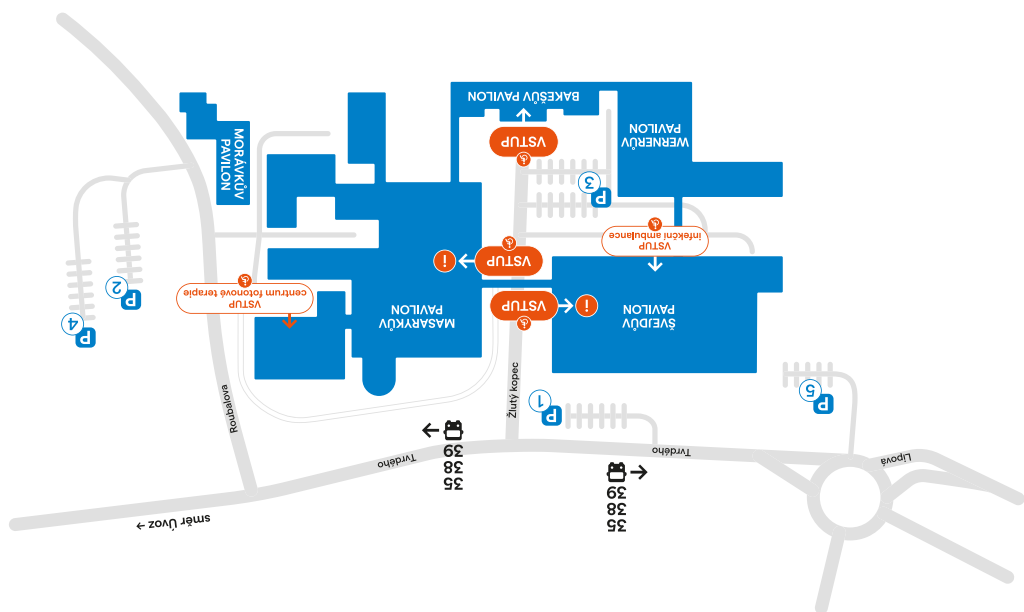 35
38
39
směr Úvoz →
35
38
39
Lipová
Tvrdého
Tvrdého
Žlutý kopec
Roubalova
P 5
P 1
P 4
P 2
P 3
ŠVEJDŮV
PAVILON
i
VSTUP
MASARYKŮV
PAVILON
VSTUP
centrum fotonové terapie
VSTUP
i
VSTUP
infekční ambulance
VSTUP
MORÁVKŮV
PAVILON
WERNERŮV
PAVILON
BAKEŠŮV PAVILON